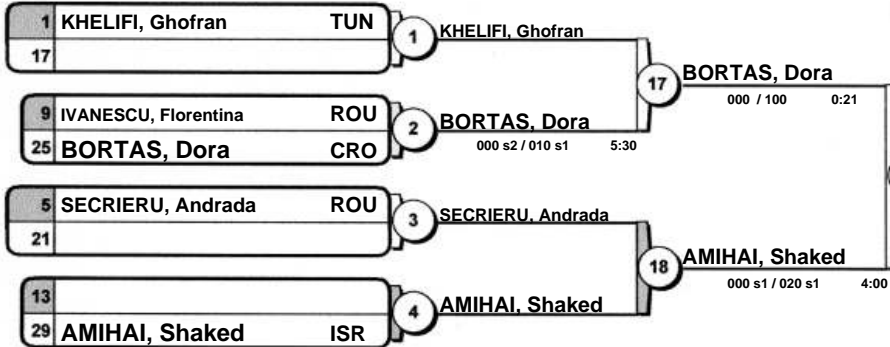 1 KHELIFI, Ghofran TUN
17
1 KHELIFI, Ghofran
17 BORTAS, Dora
000 / 100 0:21
9 IVANESCU, Florentina ROU
25 BORTAS, Dora CRO
2 BORTAS, Dora
000 s2 / 010 s1 5:30
5 SECRIERU, Andrada ROU
21
3 SECRIERU, Andrada
18 AMIHAI, Shaked
000 s1 / 020 s1 4:00
13
29 AMIHAI, Shaked ISR
4 AMIHAI, Shaked